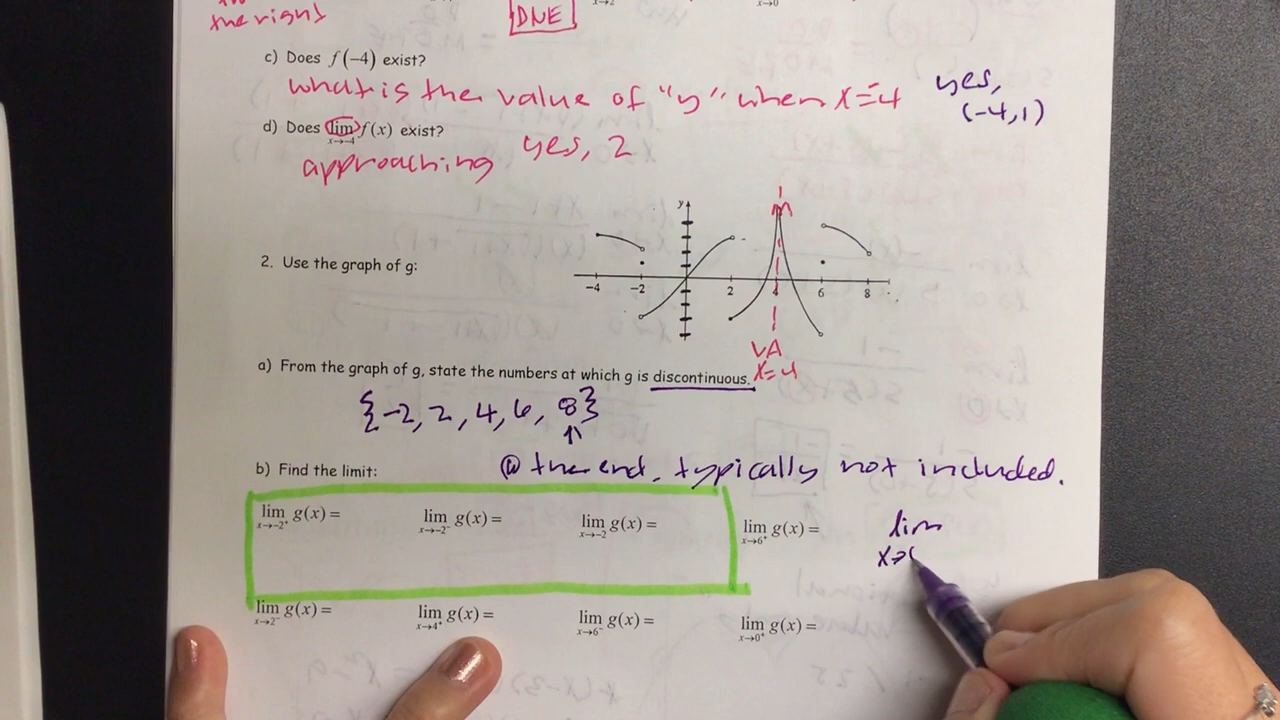 the right
DNE
x→2
x→0
c) Does f(−4) exist?
what is the value of "y" when x=-4
yes,
(-4,1)
d) Does lim f(x) exist?
x→-4
approaching
yes, 2
y
2. Use the graph of g:
−4 −2 2 4 6 8
VA
x=4
a) From the graph of g, state the numbers at which g is discontinuous.
{-2, 2, 4, 6, 8}
b) Find the limit:
@ the end, typically not included.
lim g(x) = lim g(x) = lim g(x) = lim g(x) = lim
x→−2⁺ x→−2⁻ x→−2 x→6⁺ x→
lim g(x) = lim g(x) = lim g(x) = lim g(x) =
x→2⁻ x→4⁺ x→6⁻ x→0⁺